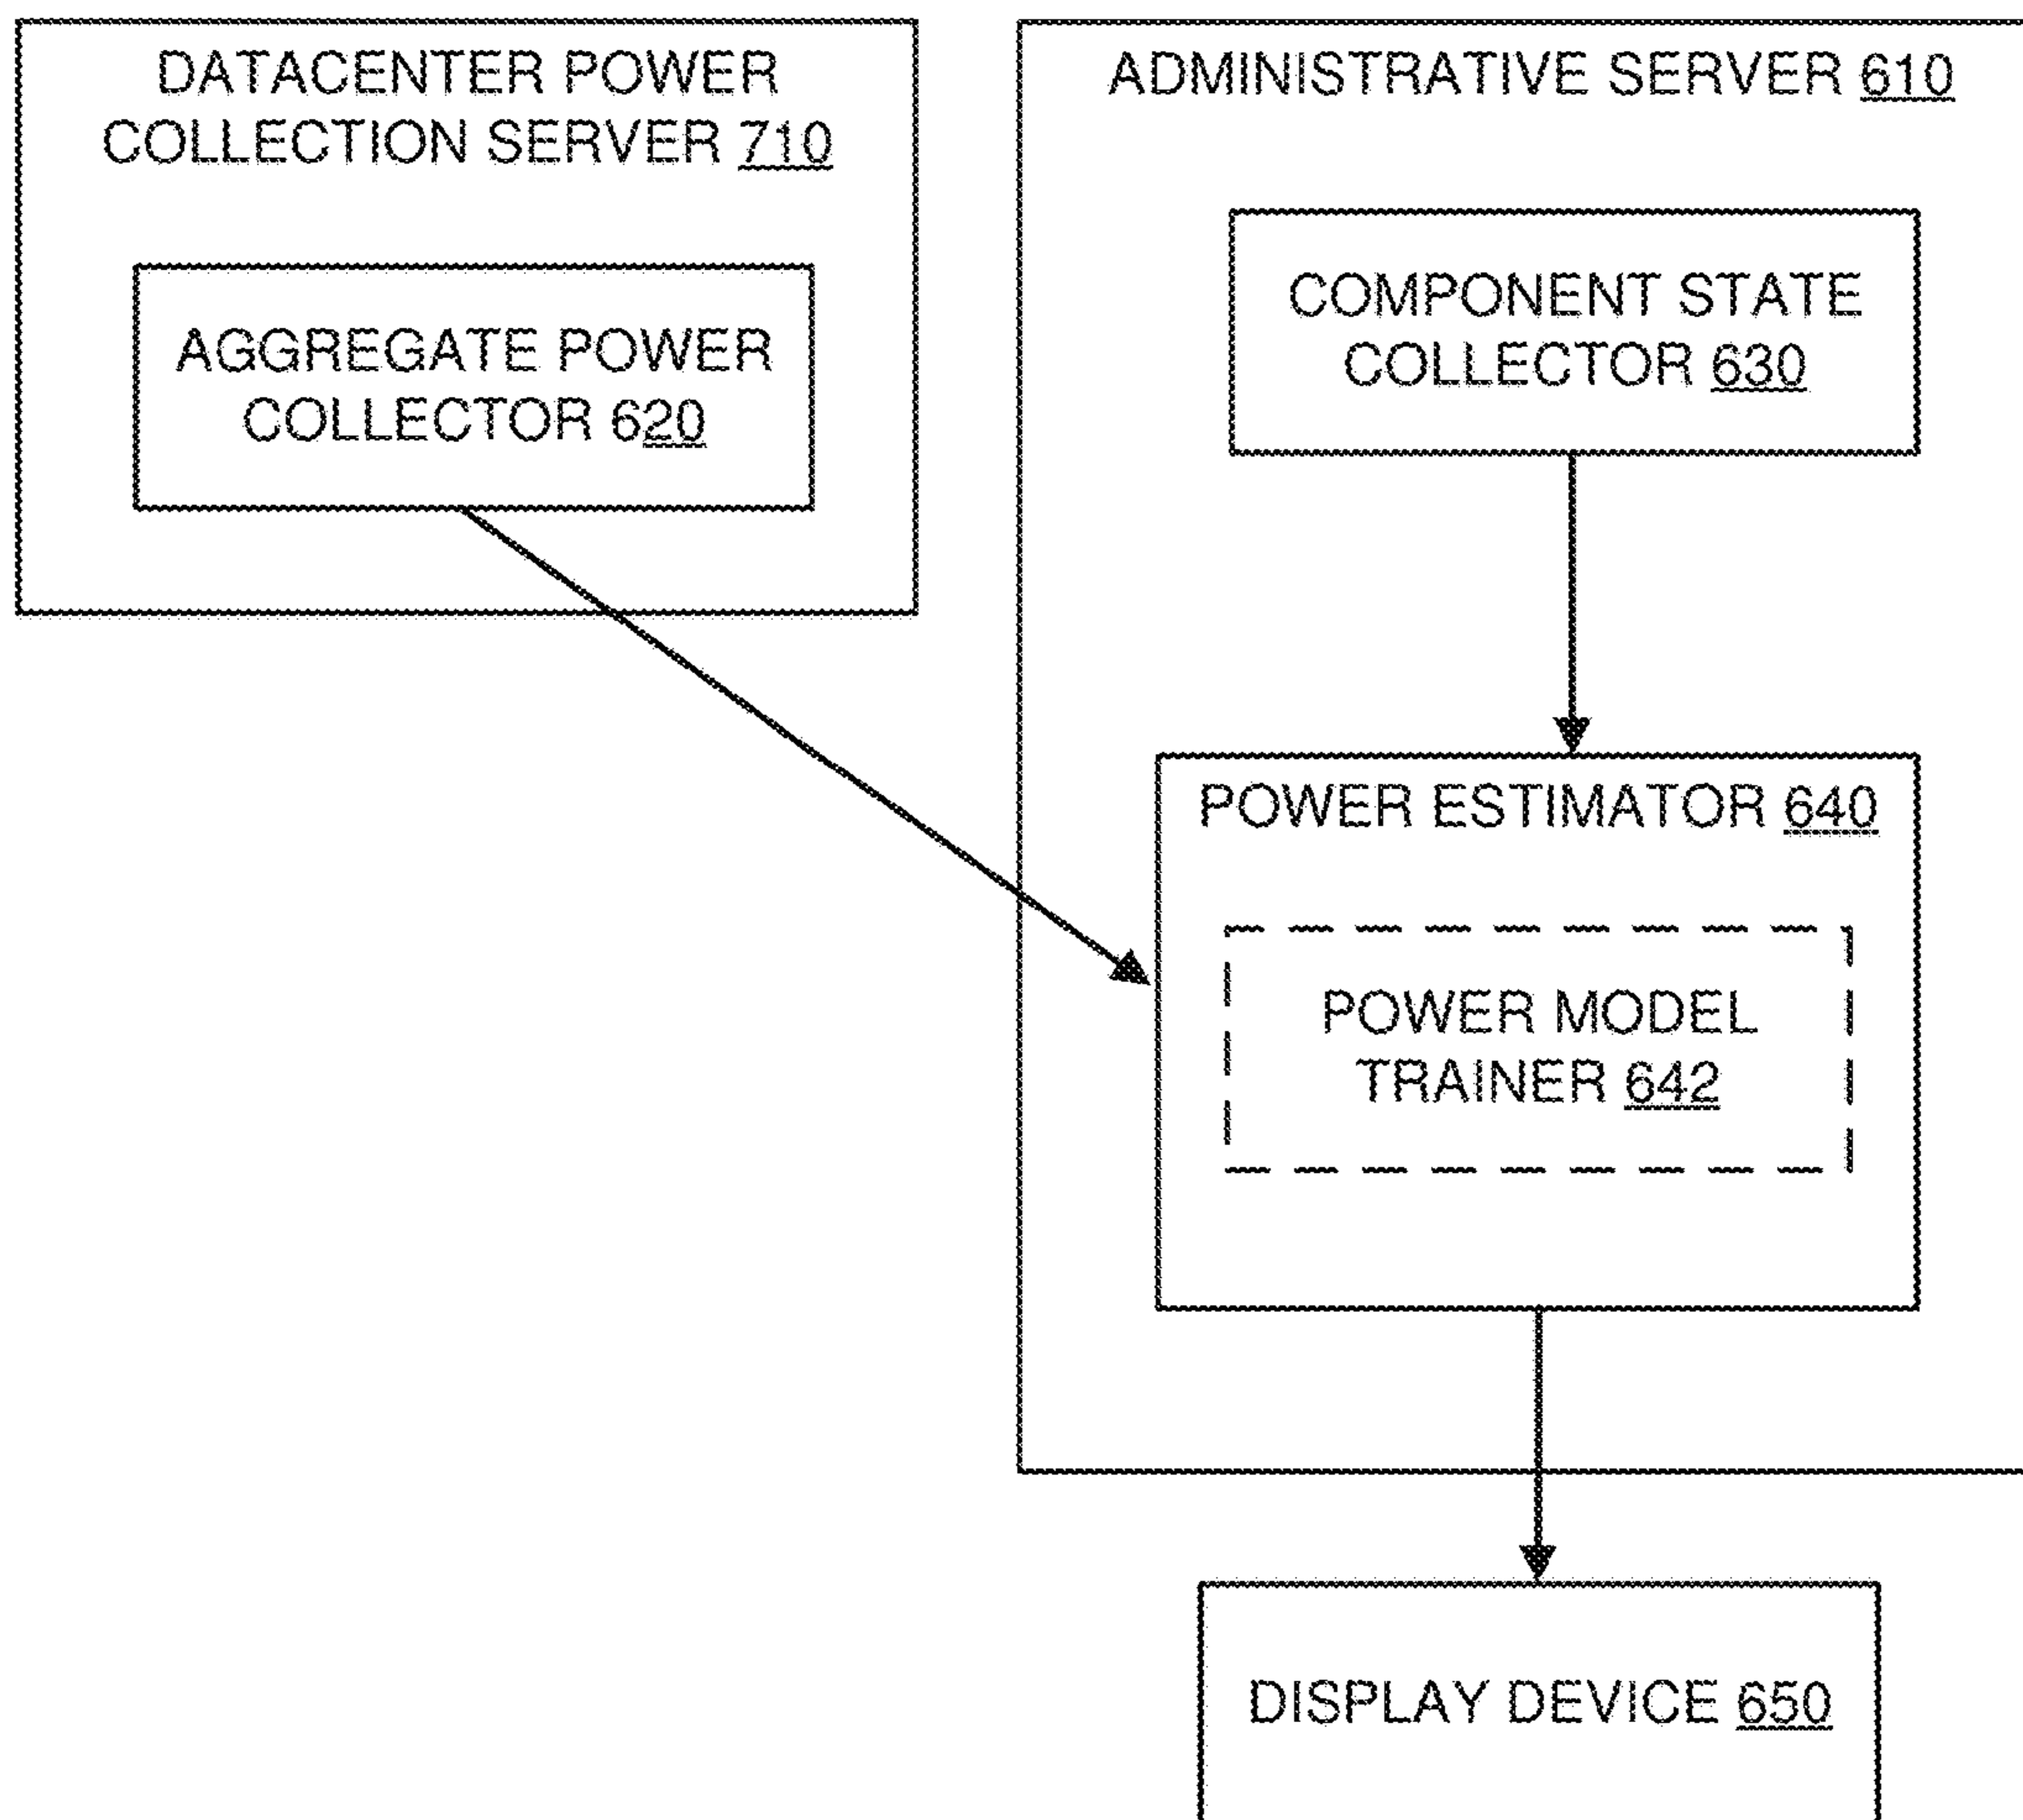 DATACENTER POWER
COLLECTION SERVER 710
AGGREGATE POWER
COLLECTOR 620
ADMINISTRATIVE SERVER 610
COMPONENT STATE
COLLECTOR 630
POWER ESTIMATOR 640
POWER MODEL
TRAINER 642
DISPLAY DEVICE 650